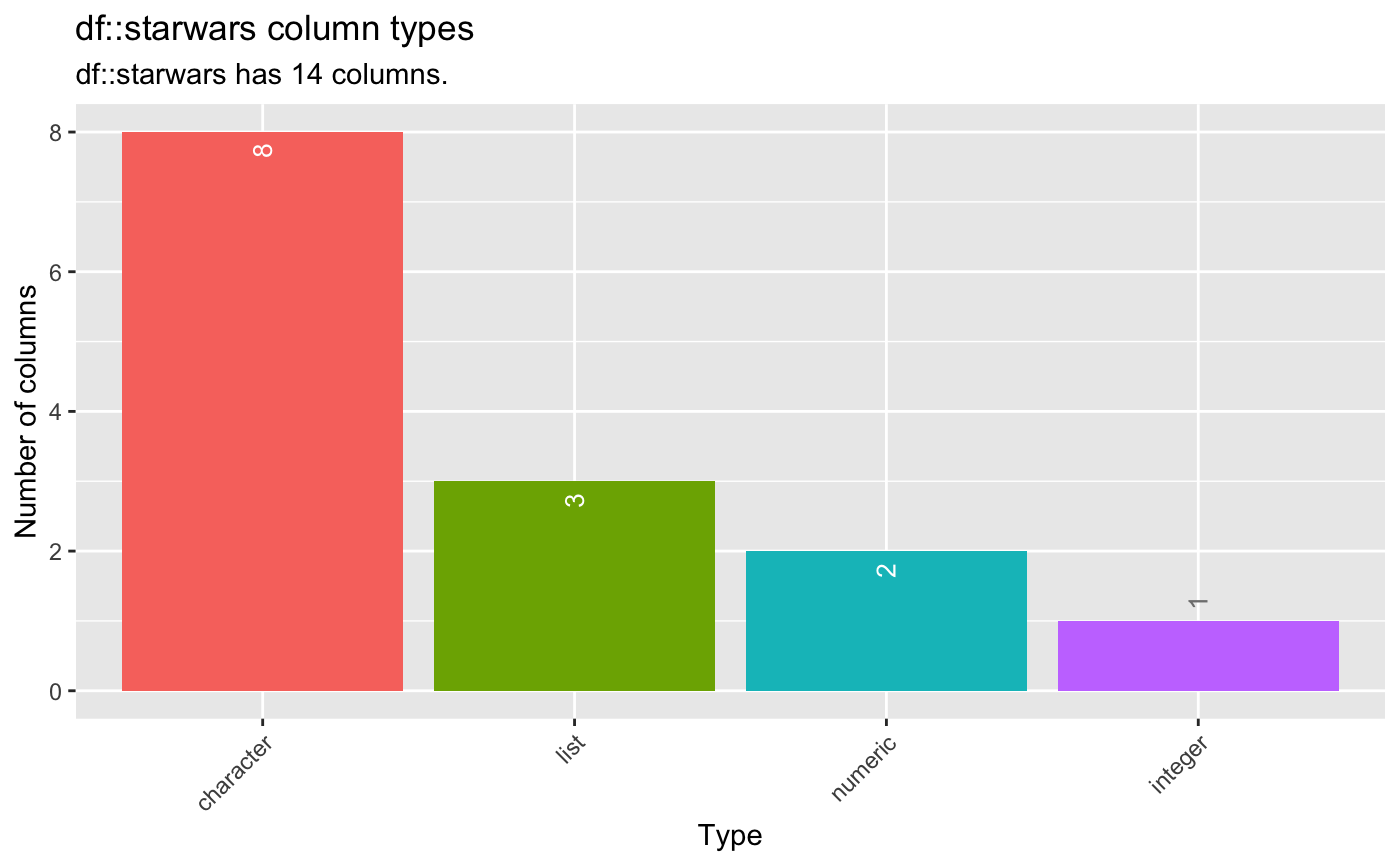 df::starwars column types
df::starwars has 14 columns.
Number of columns
8
6
4
2
0
8
3
2
1
character
list
numeric
integer
Type